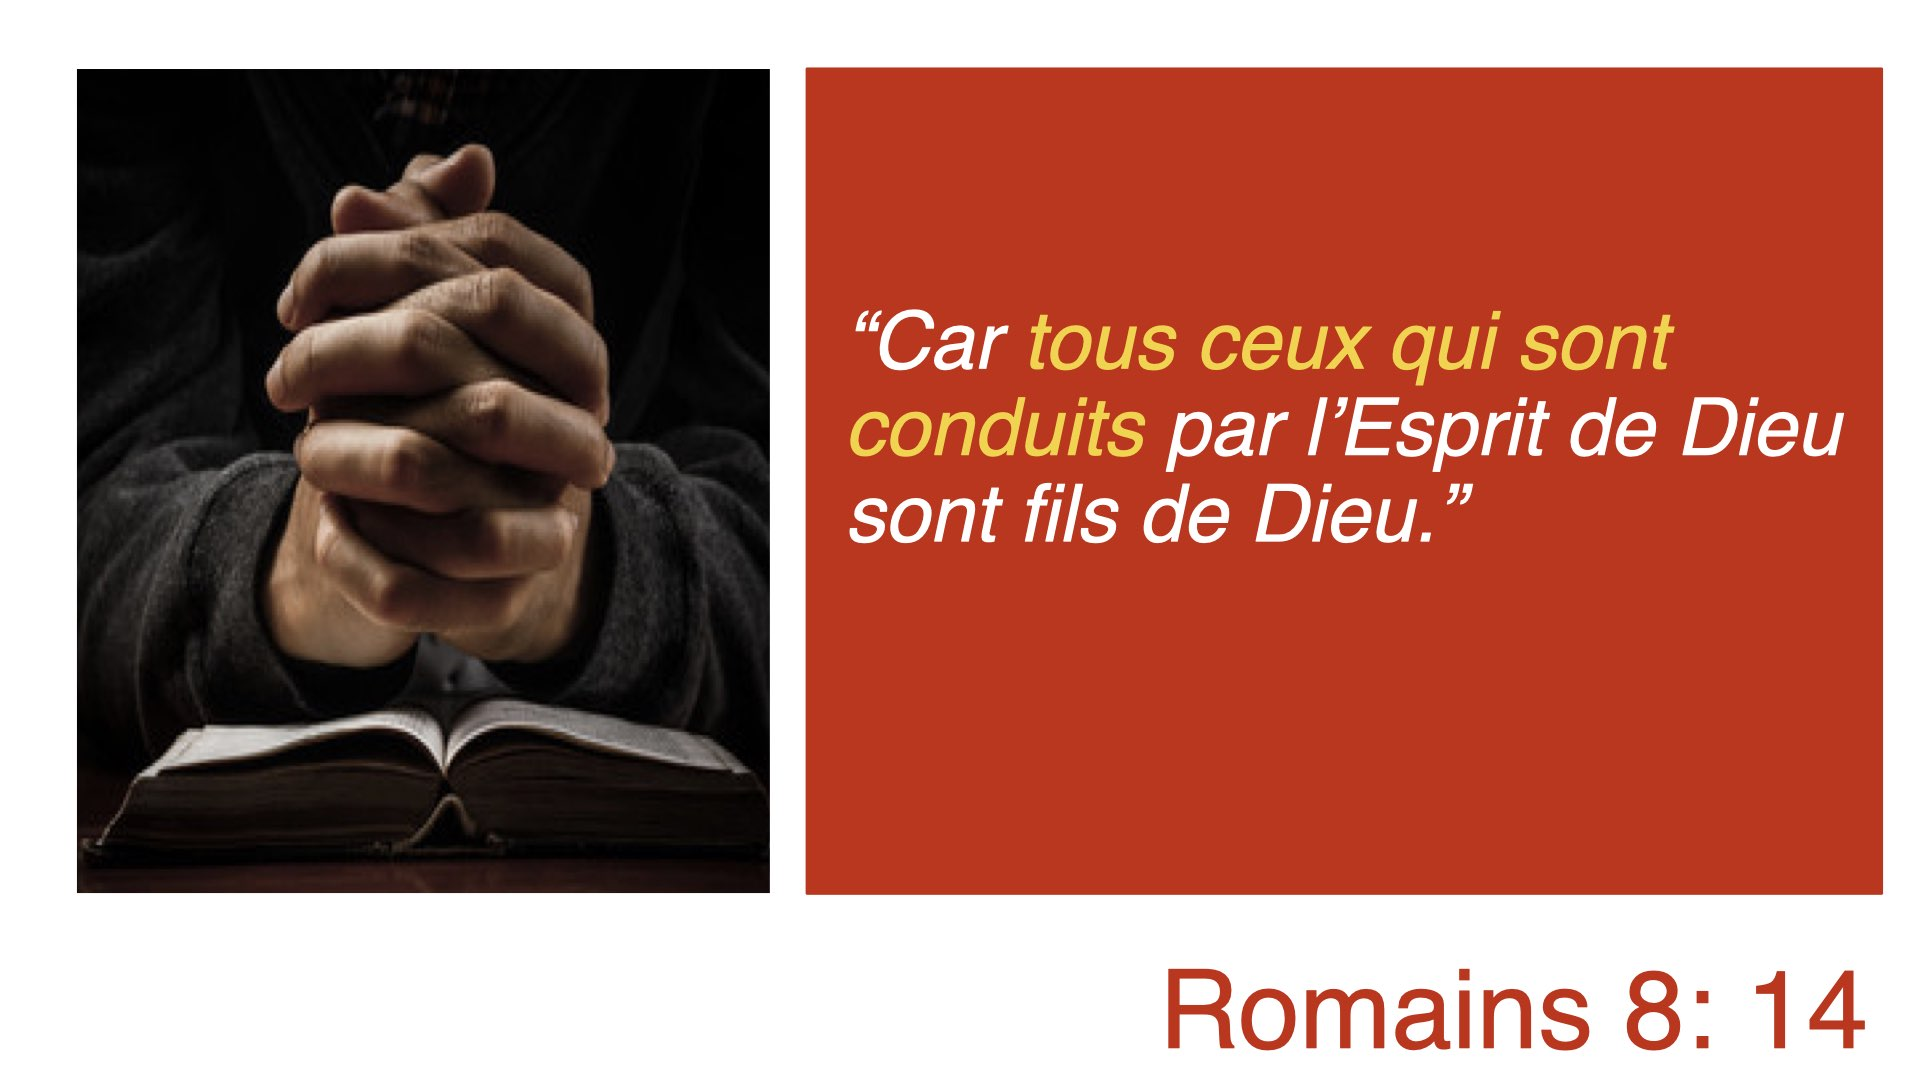 “Car tous ceux qui sont
conduits par l’Esprit de Dieu
sont fils de Dieu.”
Romains 8: 14